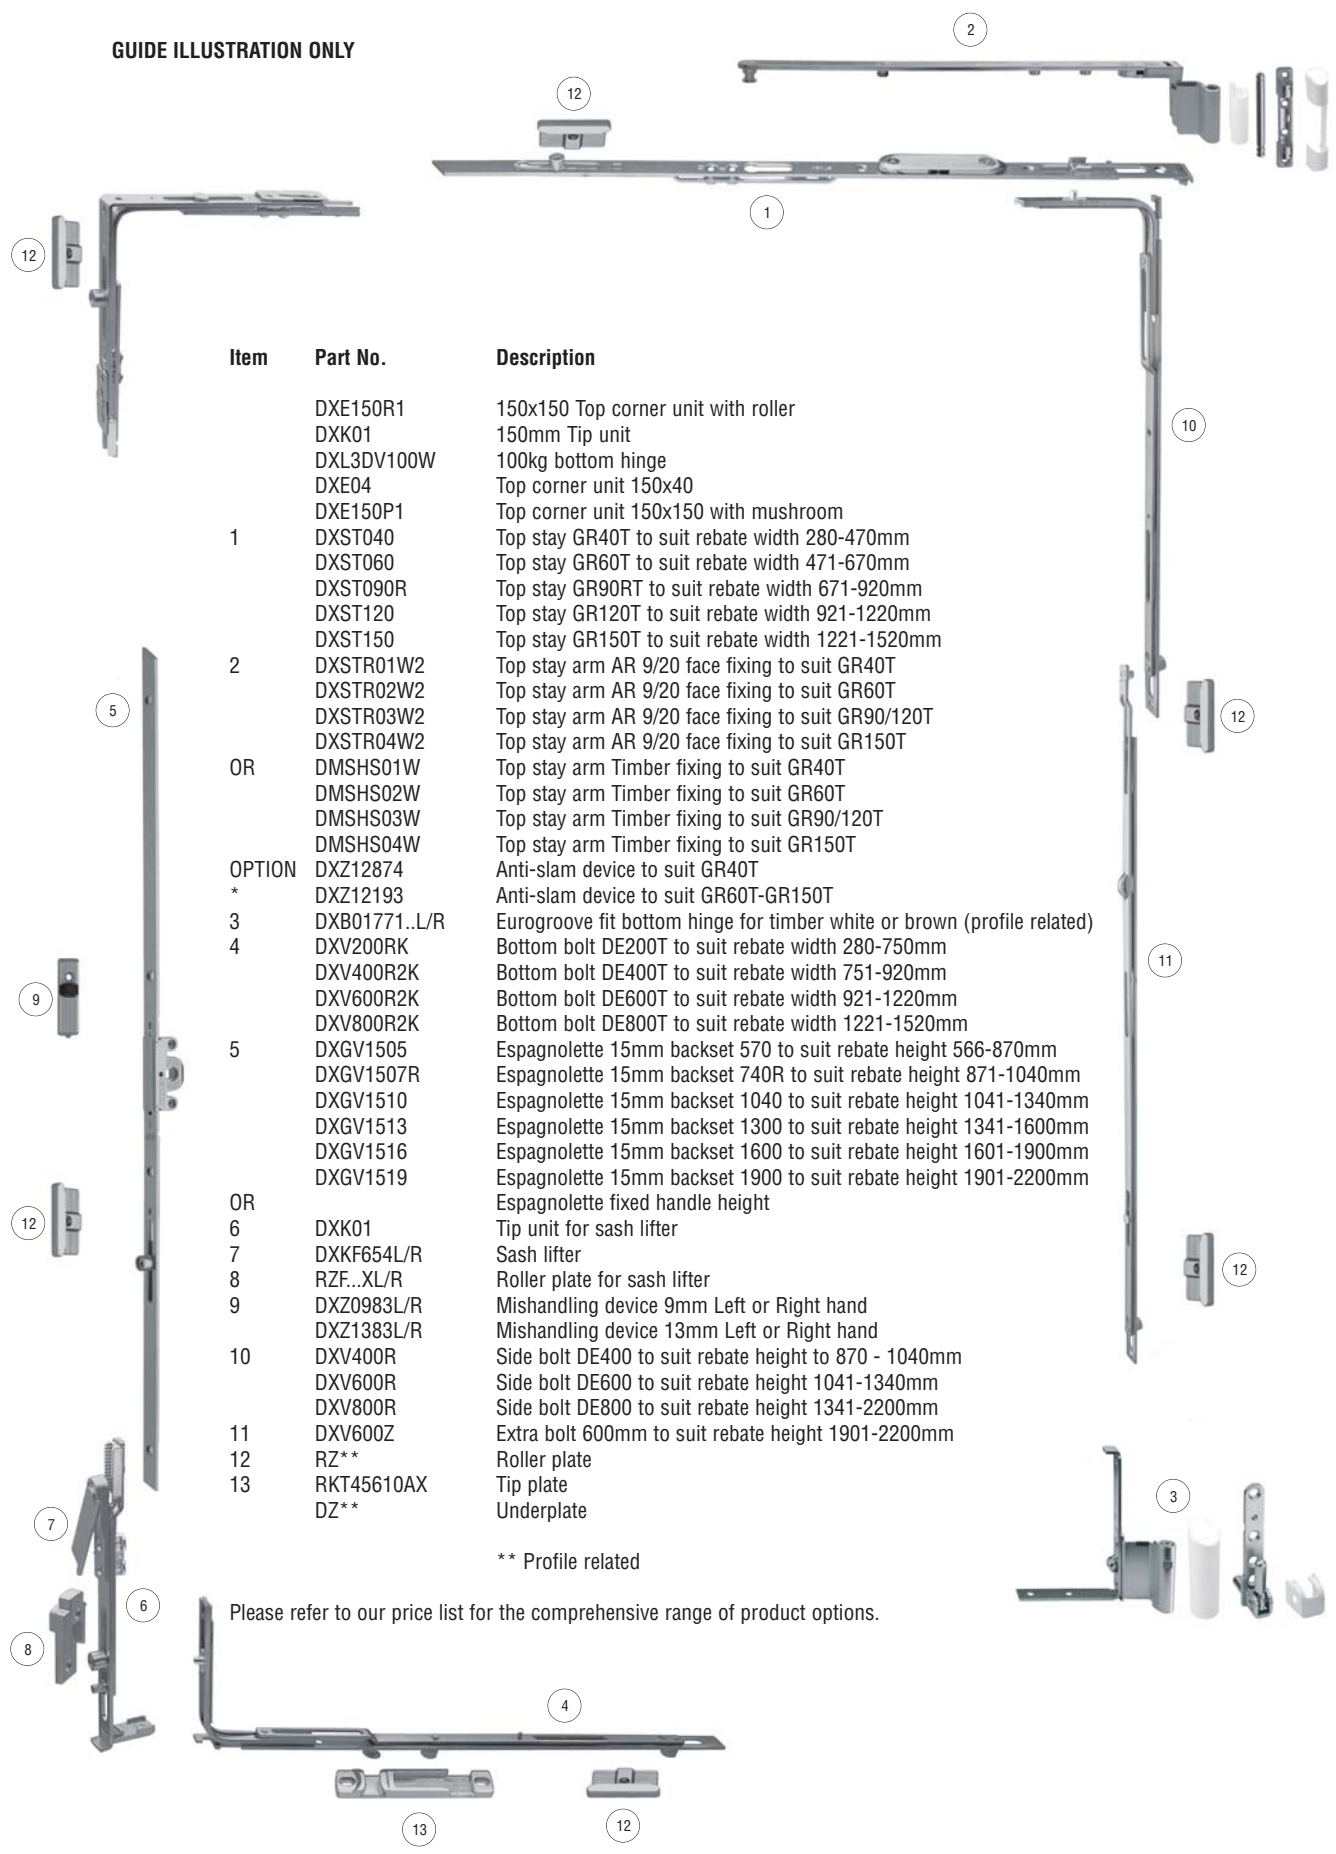 GUIDE ILLUSTRATION ONLY
2
12
1
12
10
Item Part No. Description
DXE150R1 150x150 Top corner unit with roller
DXK01 150mm Tip unit
DXL3DV100W 100kg bottom hinge
DXE04 Top corner unit 150x40
DXE150P1 Top corner unit 150x150 with mushroom
1 DXST040 Top stay GR40T to suit rebate width 280-470mm
DXST060 Top stay GR60T to suit rebate width 471-670mm
DXST090R Top stay GR90RT to suit rebate width 671-920mm
DXST120 Top stay GR120T to suit rebate width 921-1220mm
DXST150 Top stay GR150T to suit rebate width 1221-1520mm
2 DXSTR01W2 Top stay arm AR 9/20 face fixing to suit GR40T
DXSTR02W2 Top stay arm AR 9/20 face fixing to suit GR60T
DXSTR03W2 Top stay arm AR 9/20 face fixing to suit GR90/120T
DXSTR04W2 Top stay arm AR 9/20 face fixing to suit GR150T
OR DMSHS01W Top stay arm Timber fixing to suit GR40T
DMSHS02W Top stay arm Timber fixing to suit GR60T
DMSHS03W Top stay arm Timber fixing to suit GR90/120T
DMSHS04W Top stay arm Timber fixing to suit GR150T
OPTION DXZ12874 Anti-slam device to suit GR40T
* DXZ12193 Anti-slam device to suit GR60T-GR150T
3 DXB01771..L/R Eurogroove fit bottom hinge for timber white or brown (profile related)
4 DXV200RK Bottom bolt DE200T to suit rebate width 280-750mm
DXV400R2K Bottom bolt DE400T to suit rebate width 751-920mm
DXV600R2K Bottom bolt DE600T to suit rebate width 921-1220mm
DXV800R2K Bottom bolt DE800T to suit rebate width 1221-1520mm
5 DXGV1505 Espagnolette 15mm backset 570 to suit rebate height 566-870mm
DXGV1507R Espagnolette 15mm backset 740R to suit rebate height 871-1040mm
DXGV1510 Espagnolette 15mm backset 1040 to suit rebate height 1041-1340mm
DXGV1513 Espagnolette 15mm backset 1300 to suit rebate height 1341-1600mm
DXGV1516 Espagnolette 15mm backset 1600 to suit rebate height 1601-1900mm
DXGV1519 Espagnolette 15mm backset 1900 to suit rebate height 1901-2200mm
OR Espagnolette fixed handle height
6 DXK01 Tip unit for sash lifter
7 DXKF654L/R Sash lifter
8 RZF...XL/R Roller plate for sash lifter
9 DXZ0983L/R Mishandling device 9mm Left or Right hand
DXZ1383L/R Mishandling device 13mm Left or Right hand
10 DXV400R Side bolt DE400 to suit rebate height to 870 - 1040mm
DXV600R Side bolt DE600 to suit rebate height 1041-1340mm
DXV800R Side bolt DE800 to suit rebate height 1341-2200mm
11 DXV600Z Extra bolt 600mm to suit rebate height 1901-2200mm
12 RZ** Roller plate
13 RKT45610AX Tip plate
DZ** Underplate
** Profile related
Please refer to our price list for the comprehensive range of product options.
5
12
9
11
12
12
3
7
6
8
4
13
12